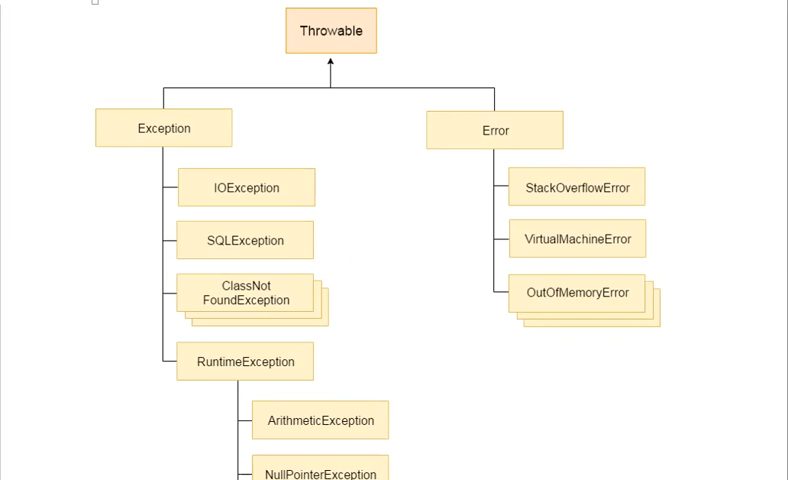 Throwable
Exception
Error
IOException
StackOverflowError
SQLException
VirtualMachineError
ClassNot
FoundException
OutOfMemoryError
RuntimeException
ArithmeticException
NullPointerException